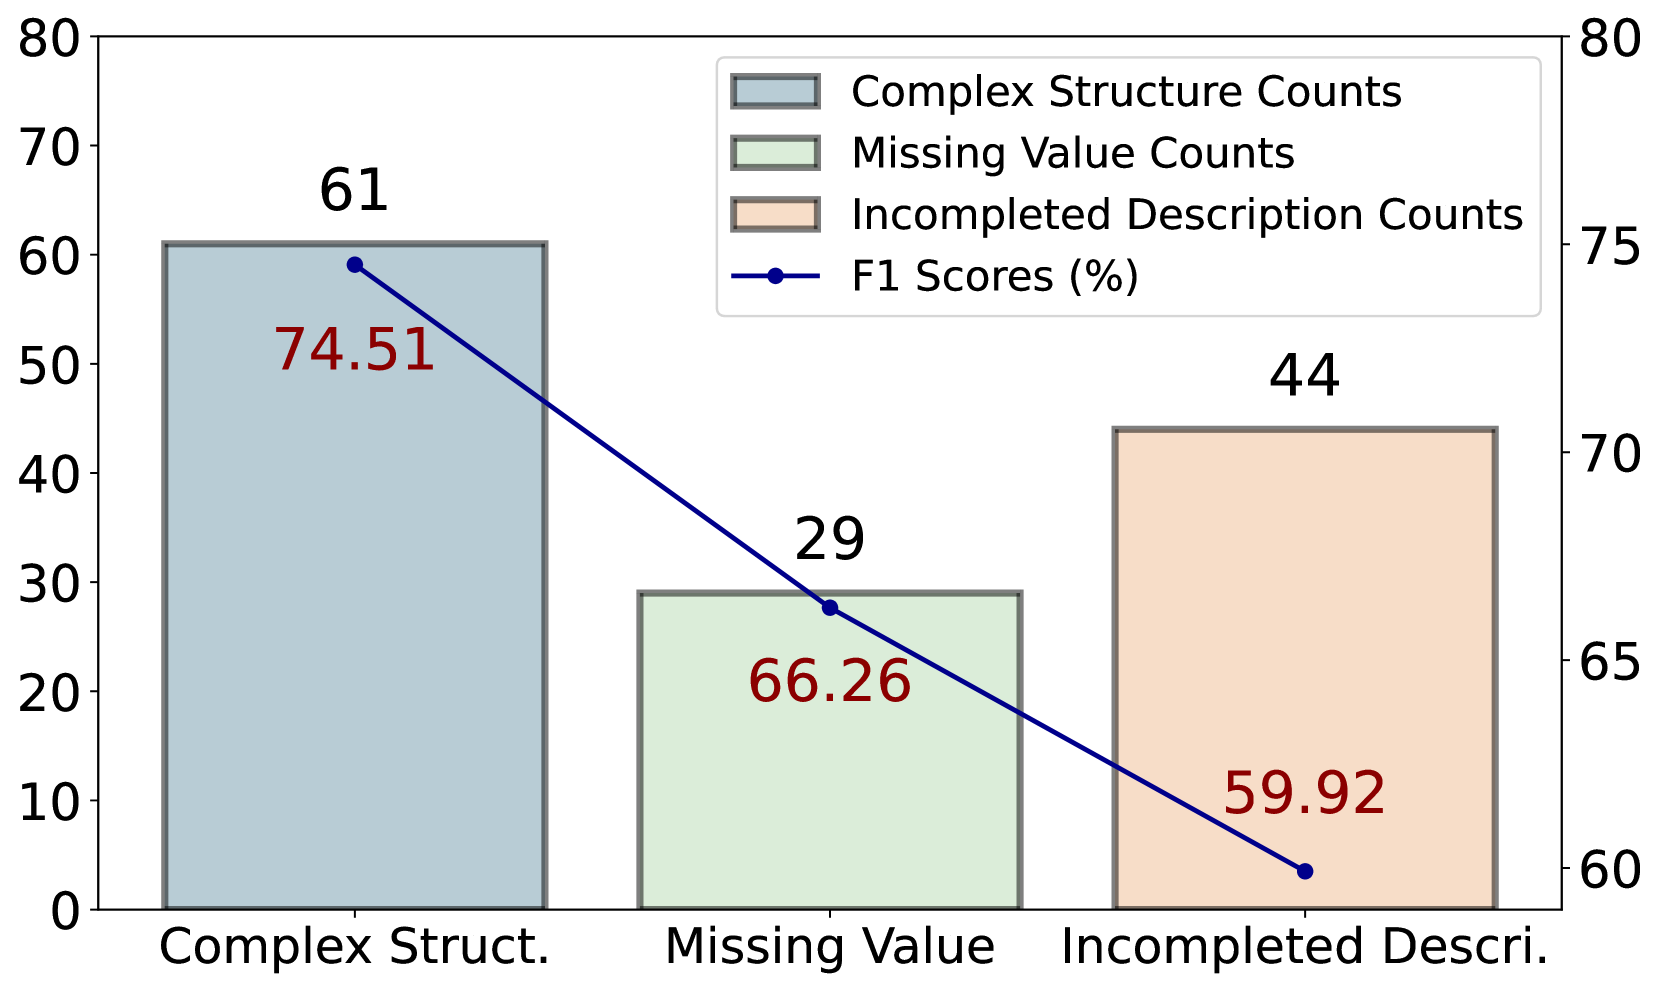 80
70
60
50
40
30
20
10
0
80
75
70
65
60
Complex Structure Counts
Missing Value Counts
Incompleted Description Counts
F1 Scores (%)
61
74.51
29
66.26
44
59.92
Complex Struct.
Missing Value
Incompleted Descri.